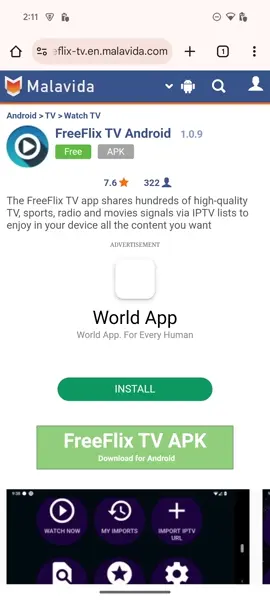 2:11
eflix-tv.en.malavida.com
1
Malavida
Android > TV > Watch TV
FreeFlix TV Android 1.0.9
Free APK
7.6 322
The FreeFlix TV app shares hundreds of high-quality
TV, sports, radio and movies signals via IPTV lists to
enjoy in your device all the content you want
ADVERTISEMENT
World App
World App. For Every Human
INSTALL
FreeFlix TV APK
Download for Android
WATCH NOW MY IMPORTS IMPORT IPTV
URL